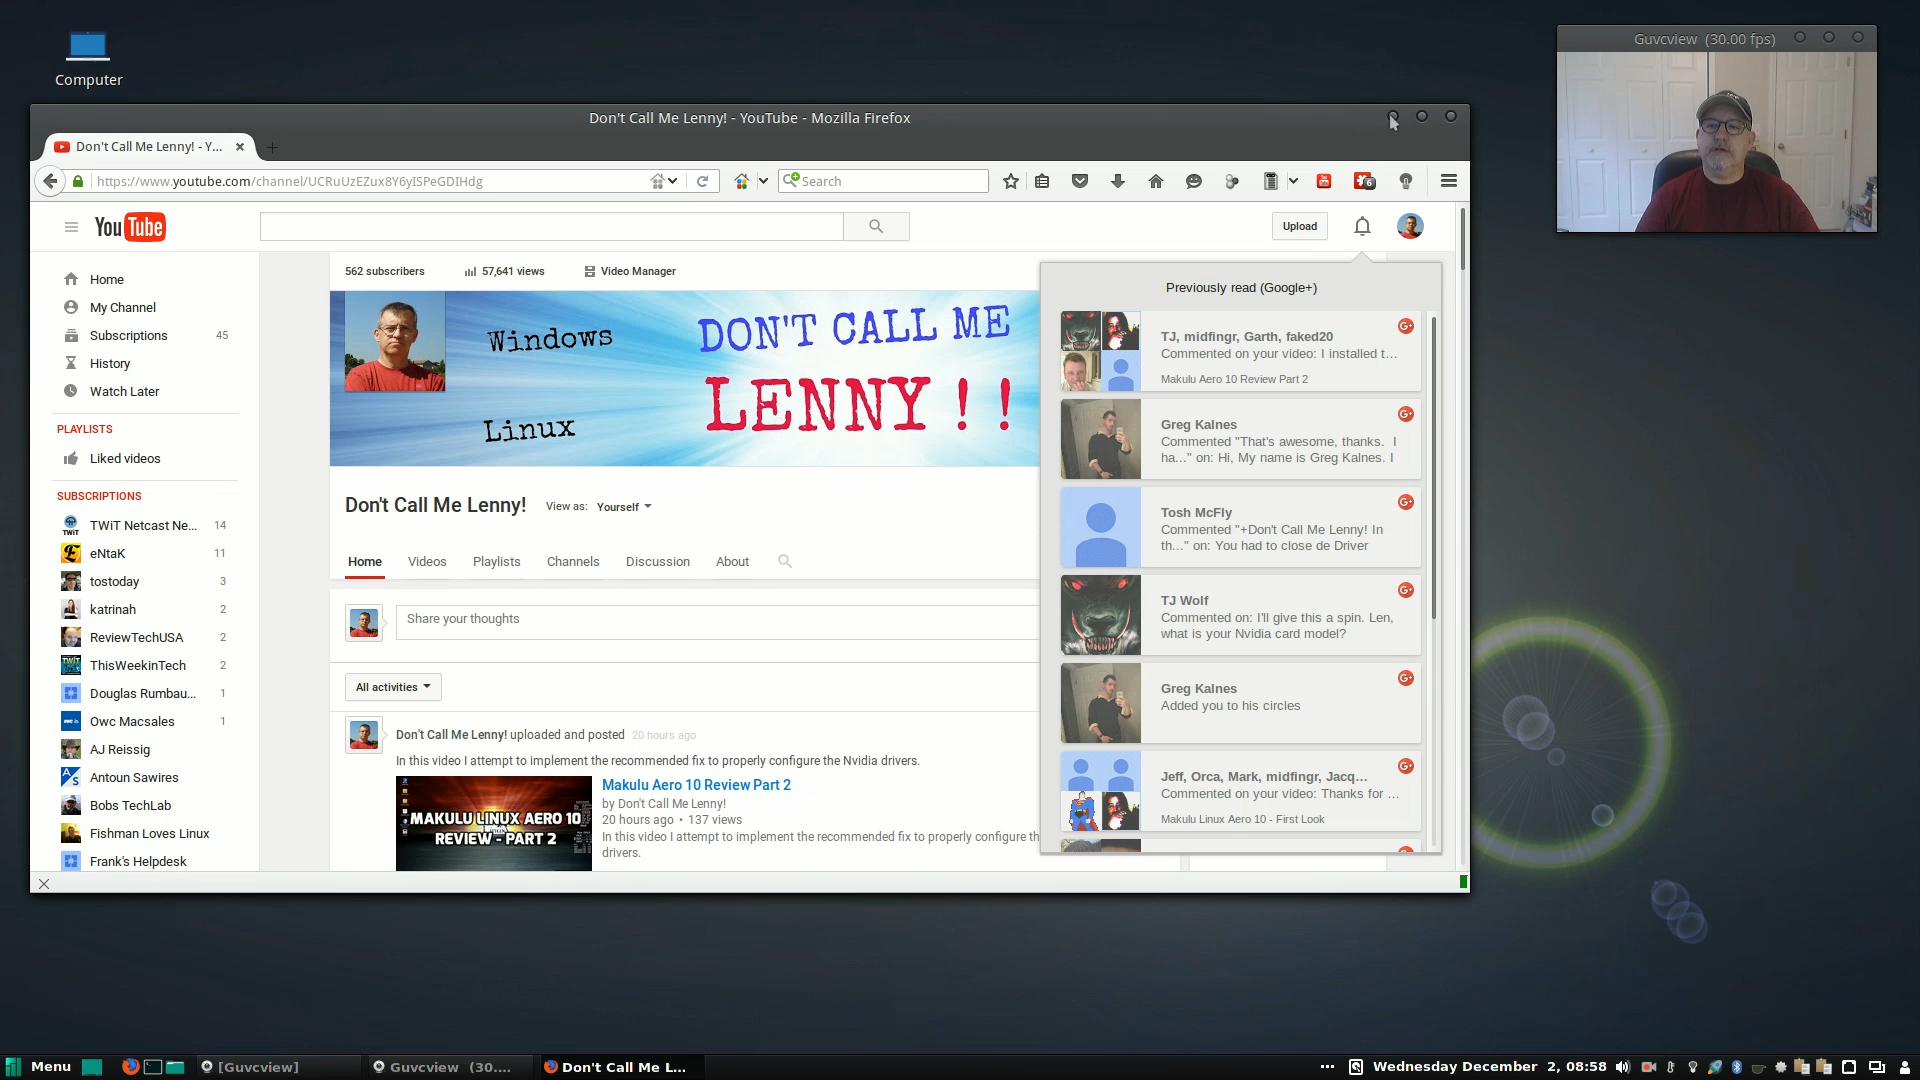 Computer
Guvcview (30.00 fps)
Don't Call Me Lenny! - YouTube - Mozilla Firefox
Don't Call Me Lenny! - Y...
https://www.youtube.com/channel/UCRuUzEZux8Y6yISPeGDIHdg
Search
6
YouTube
Upload
Home
My Channel
Subscriptions 45
History
Watch Later
PLAYLISTS
Liked videos
SUBSCRIPTIONS
TWiT Netcast Ne... 14
eNtaK 11
tostoday 3
katrinah 2
ReviewTechUSA 2
ThisWeekinTech 2
Douglas Rumbau... 1
Owc Macsales 1
AJ Reissig
Antoun Sawires
Bobs TechLab
Fishman Loves Linux
Frank's Helpdesk
562 subscribers 57,641 views Video Manager
Windows
Linux
DON'T CALL ME
LENNY ! !
Don't Call Me Lenny! View as: Yourself
Home Videos Playlists Channels Discussion About
Share your thoughts
All activities
Don't Call Me Lenny! uploaded and posted 20 hours ago
In this video I attempt to implement the recommended fix to properly configure the Nvidia drivers.
MAKULU LINUX AERO 10
REVIEW - PART 2
Makulu Aero 10 Review Part 2
by Don't Call Me Lenny!
20 hours ago • 137 views
In this video I attempt to implement the recommended fix to properly configure th
drivers.
Previously read (Google+)
TJ, midfingr, Garth, faked20
Commented on your video: I installed t...
Makulu Aero 10 Review Part 2
Greg Kalnes
Commented "That's awesome, thanks. I
ha..." on: Hi, My name is Greg Kalnes. I
Tosh McFly
Commented "+Don't Call Me Lenny! In
th..." on: You had to close de Driver
TJ Wolf
Commented on: I'll give this a spin. Len,
what is your Nvidia card model?
Greg Kalnes
Added you to his circles
Jeff, Orca, Mark, midfingr, Jacq...
Commented on your video: Thanks for ...
Makulu Linux Aero 10 - First Look
Menu
[Guvcview]
Guvcview (30....
Don't Call Me L...
Wednesday December 2, 08:58